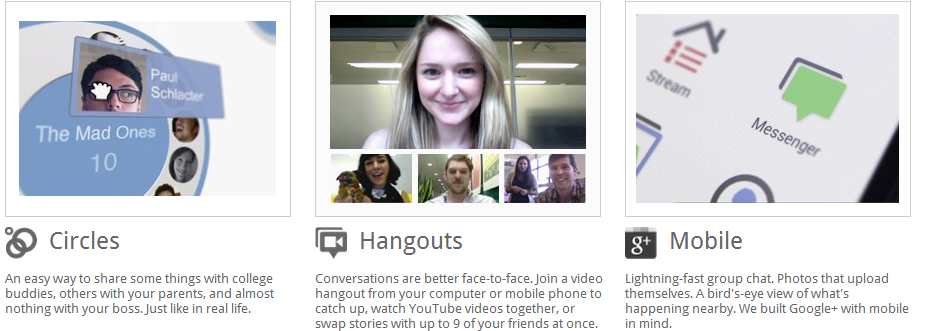 Paul
Schlacter
The Mad Ones
10
Stream
Messenger
Circles
An easy way to share some things with college
buddies, others with your parents, and almost
nothing with your boss. Just like in real life.
Hangouts
Conversations are better face-to-face. Join a video
hangout from your computer or mobile phone to
catch up, watch YouTube videos together, or
swap stories with up to 9 of your friends at once.
g+
Mobile
Lightning-fast group chat. Photos that upload
themselves. A bird's-eye view of what's
happening nearby. We built Google+ with mobile
in mind.